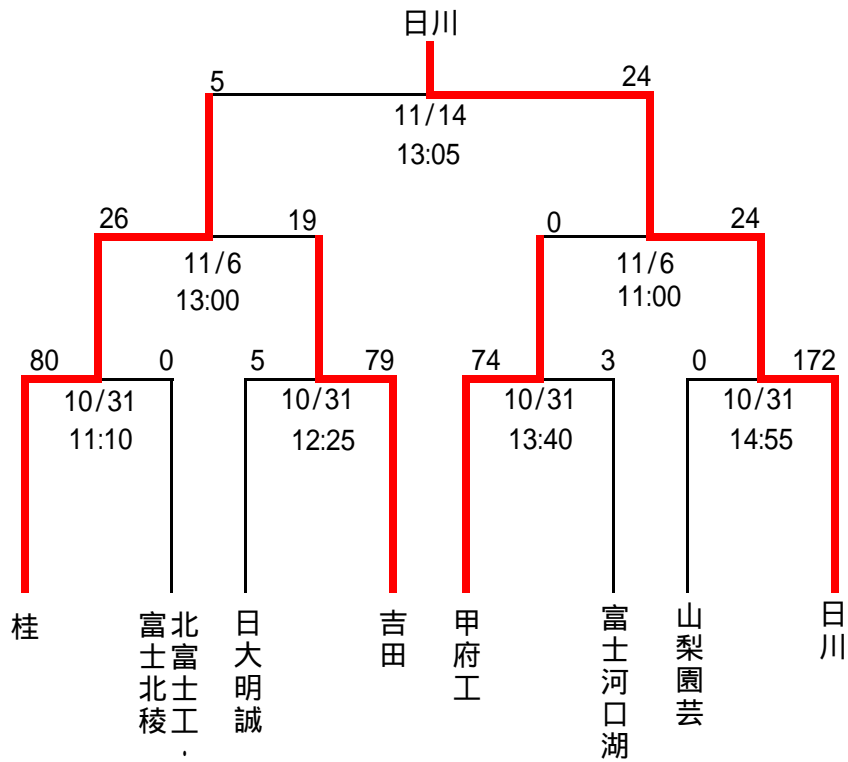 日川
5
24
11/14
13:05
26
19
0
24
11/6
13:00
11/6
11:00
80
0
5
79
74
3
0
172
10/31
11:10
10/31
12:25
10/31
13:40
10/31
14:55
桂
北富士工・
富士北稜
日大明誠
吉田
甲府工
富士河口湖
山梨園芸
日川